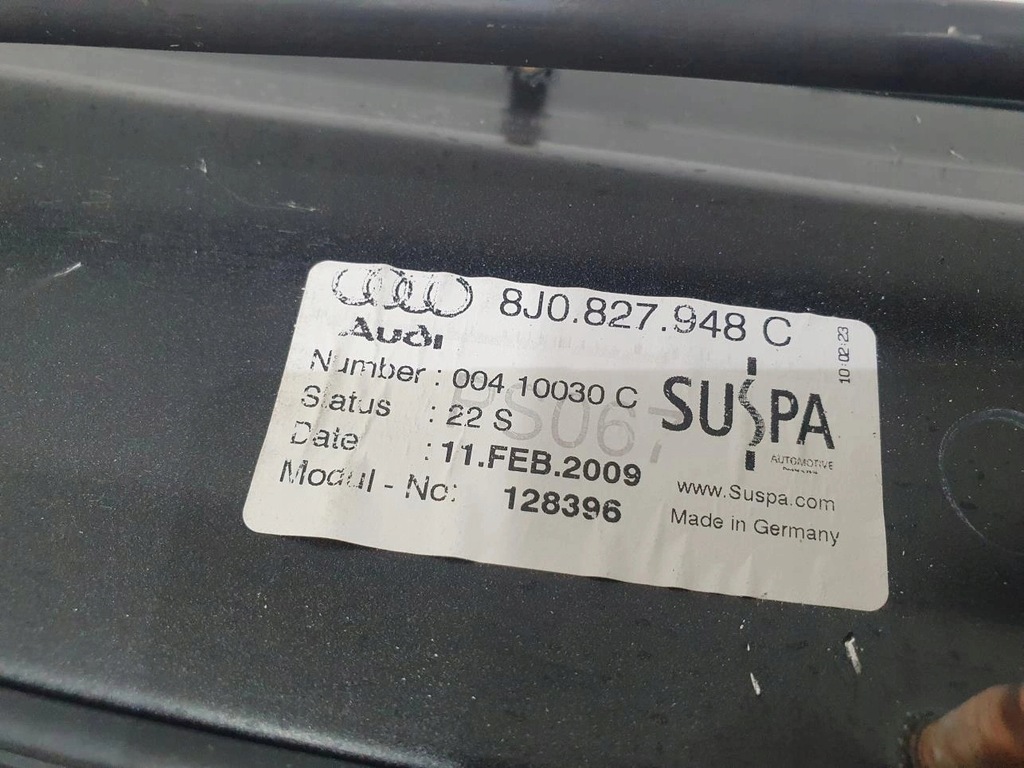 8J0.827.948 C
Audi
Number : 004 10030 C
Status : 22 S
Date : 11.FEB.2009
Modul - No: 128396
PS067
10:02:23
SUSPA
AUTOMOTIVE
www.Suspa.com
Made in Germany